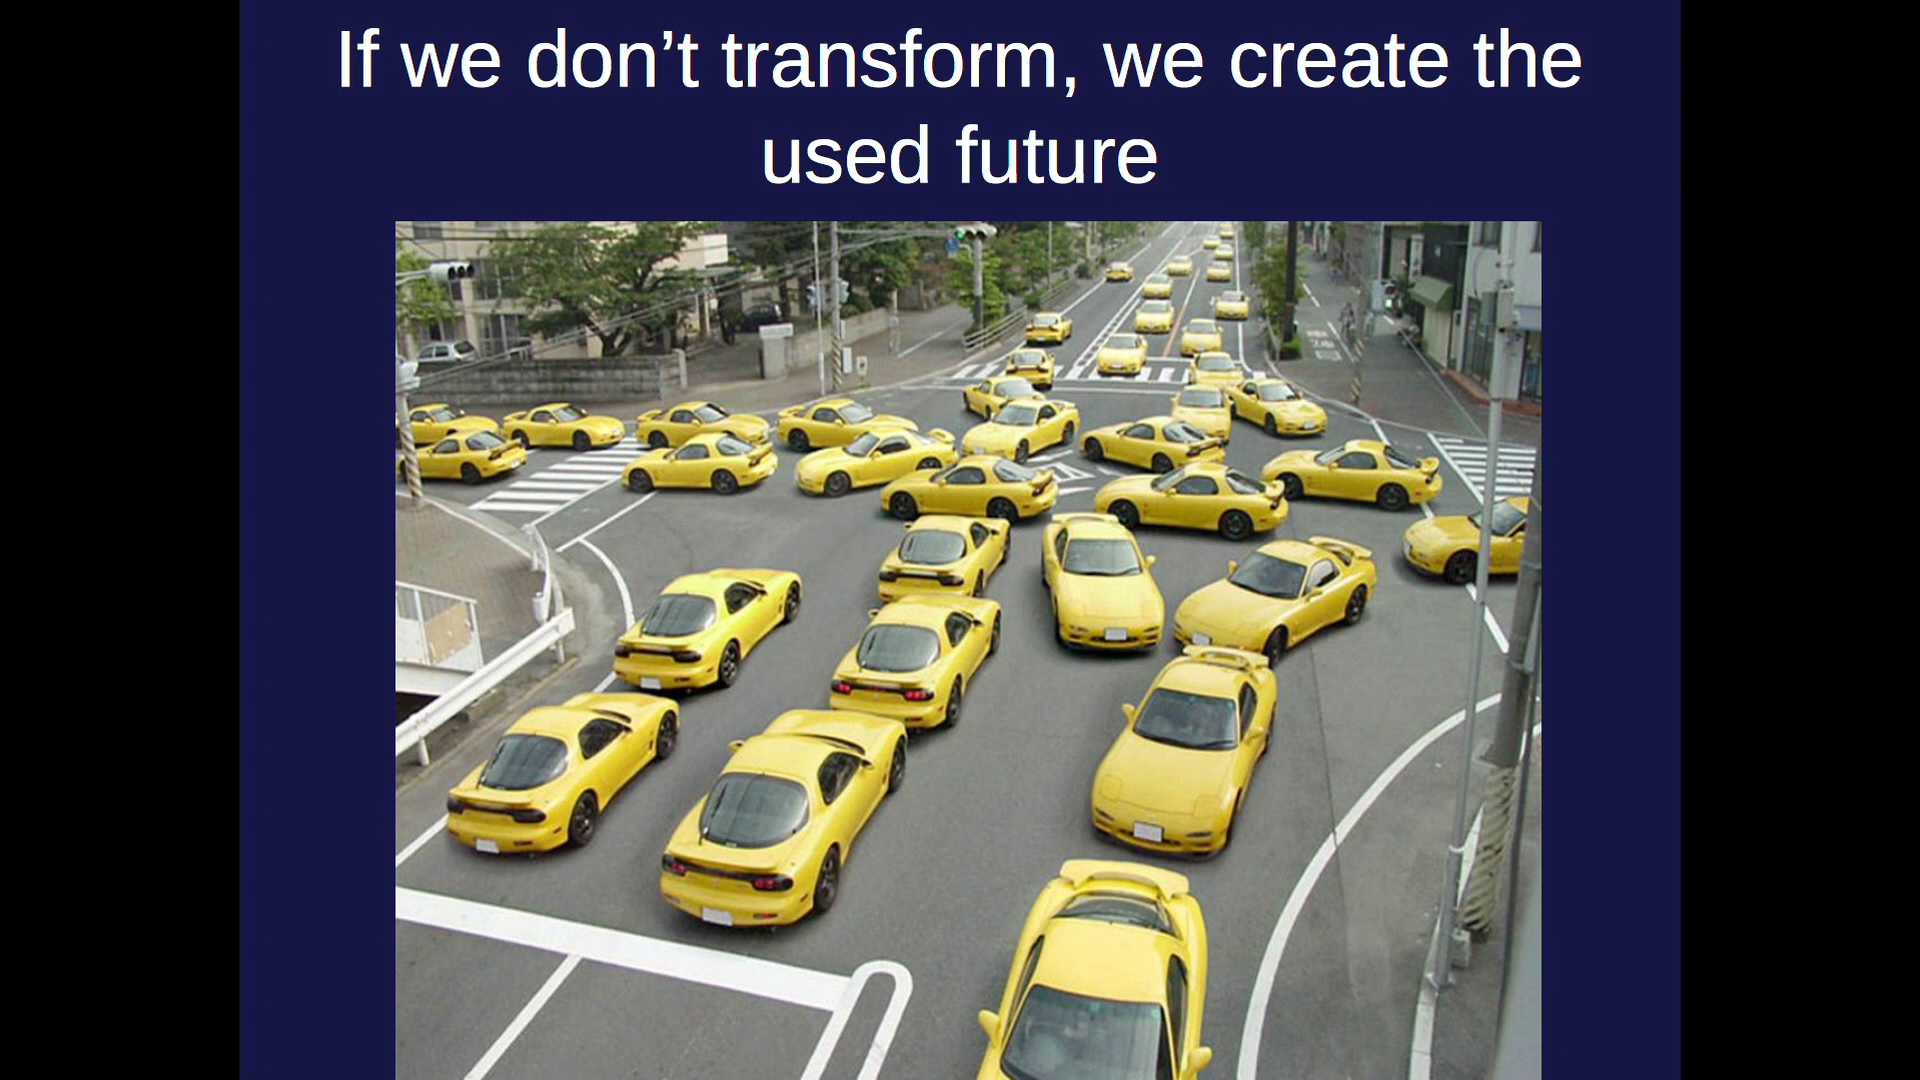 If we don’t transform, we create the
used future